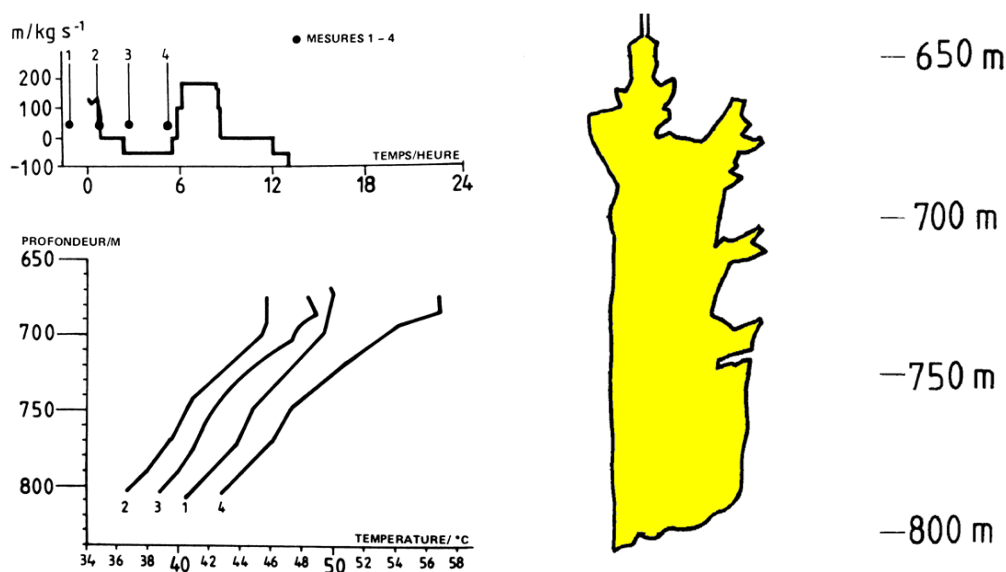 m/kg s⁻¹
● MESURES 1 – 4
1 2 3 4
200
100
0
-100
TEMPS/HEURE
0 6 12 18 24
PROFONDEUR/M
650
700
750
800
2 3 1 4
TEMPERATURE/ °C
34 36 38 40 42 44 46 48 50 52 54 56 58
— 650 m
— 700 m
— 750 m
— 800 m